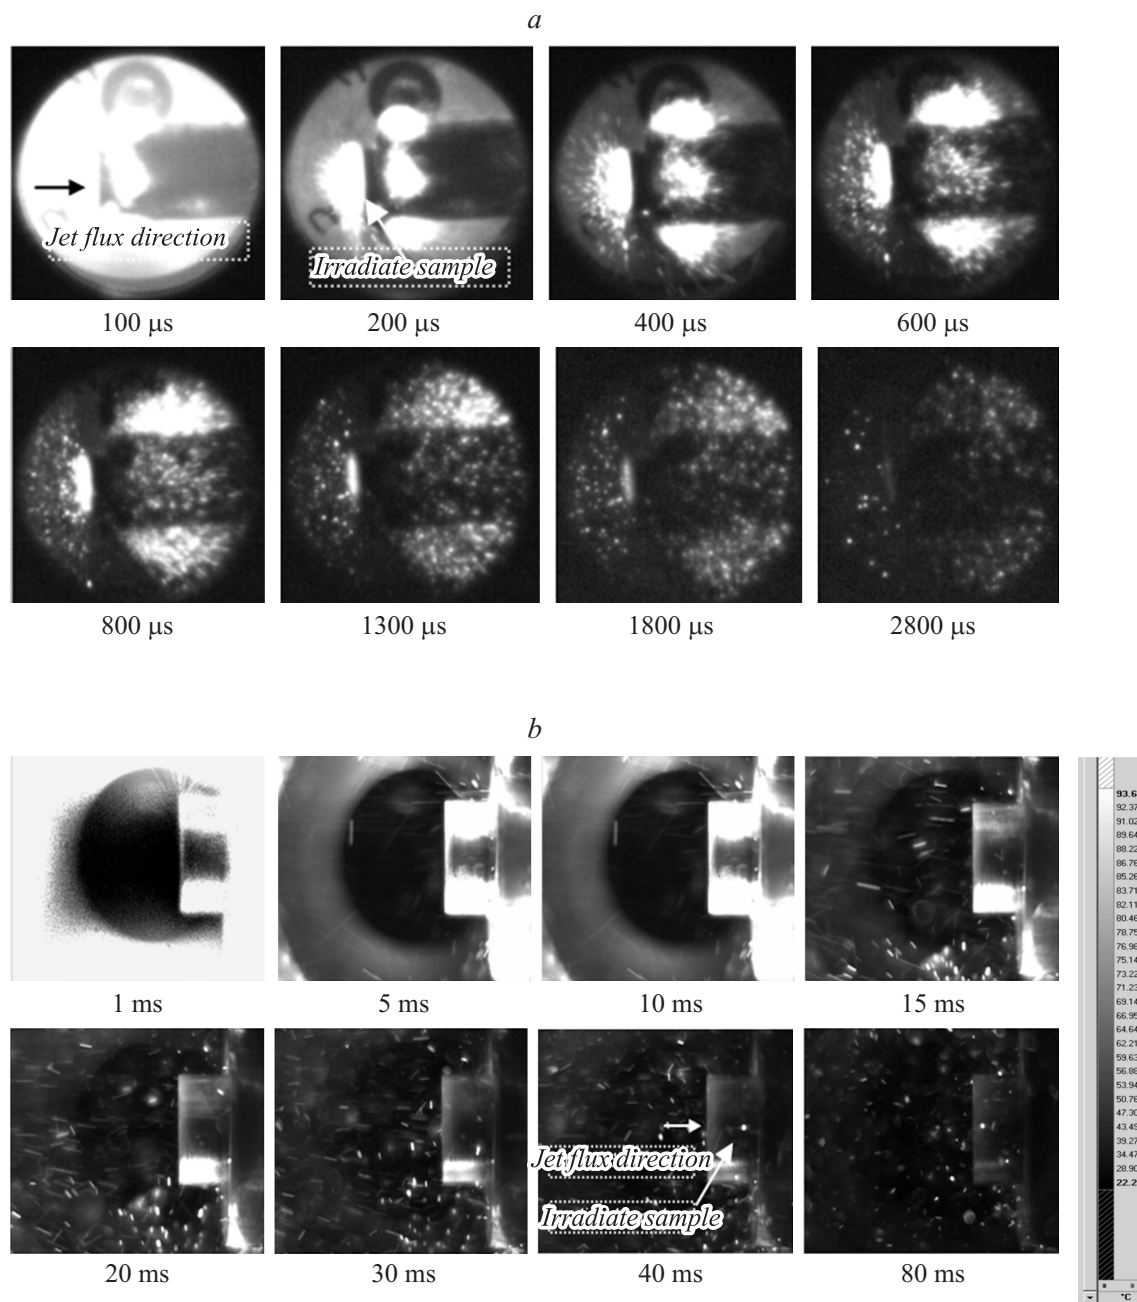 a
Jet flux direction
Irradiate sample
100 μs
200 μs
400 μs
600 μs
800 μs
1300 μs
1800 μs
2800 μs
b
1 ms
5 ms
10 ms
15 ms
Jet flux direction
Irradiate sample
20 ms
30 ms
40 ms
80 ms
93.6
92.37
91.02
89.64
88.22
86.76
85.26
83.71
82.11
80.46
78.75
76.98
75.14
73.22
71.23
69.14
66.95
64.64
62.21
59.63
56.88
53.94
50.76
47.30
43.49
39.27
34.47
28.90
22.2
°C